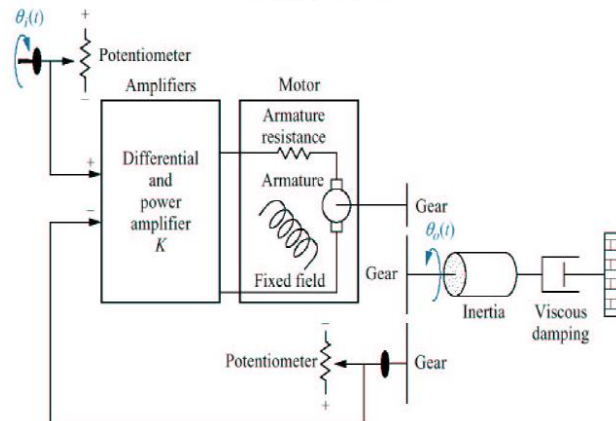 θi(t)
+
Potentiometer
−
Amplifiers
Motor
Armature
resistance
+
Differential
and
power
amplifier
K
−
Armature
Fixed field
Gear
Gear
θo(t)
Inertia
Viscous
damping
−
Potentiometer
+
Gear